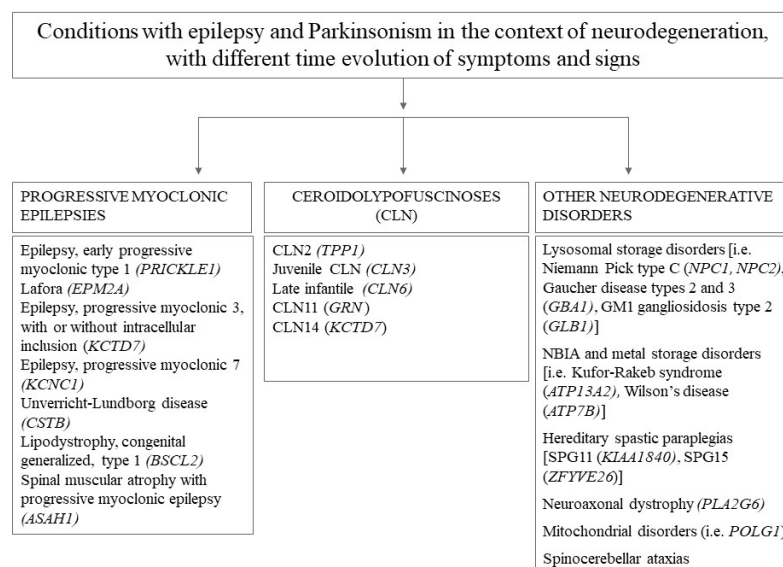 Conditions with epilepsy and Parkinsonism in the context of neurodegeneration,
with different time evolution of symptoms and signs
PROGRESSIVE MYOCLONIC
EPILEPSIES
Epilepsy, early progressive
myoclonic type 1 (PRICKLE1)
Lafora (EPM2A)
Epilepsy, progressive myoclonic 3,
with or without intracellular
inclusion (KCTD7)
Epilepsy, progressive myoclonic 7
(KCNC1)
Unverricht-Lundborg disease
(CSTB)
Lipodystrophy, congenital
generalized, type 1 (BSCL2)
Spinal muscular atrophy with
progressive myoclonic epilepsy
(ASAH1)
CEROIDOLYPOFUSCINOSES
(CLN)
CLN2 (TPP1)
Juvenile CLN (CLN3)
Late infantile (CLN6)
CLN11 (GRN)
CLN14 (KCTD7)
OTHER NEURODEGENERATIVE
DISORDERS
Lysosomal storage disorders [i.e.
Niemann Pick type C (NPC1, NPC2),
Gaucher disease types 2 and 3
(GBA1), GM1 gangliosidosis type 2
(GLB1)]
NBIA and metal storage disorders
[i.e. Kufor-Rakeb syndrome
(ATP13A2), Wilson's disease
(ATP7B)]
Hereditary spastic paraplegias
[SPG11 (KIAA1840), SPG15
(ZFYVE26)]
Neuroaxonal dystrophy (PLA2G6)
Mitochondrial disorders (i.e. POLG1)
Spinocerebellar ataxias